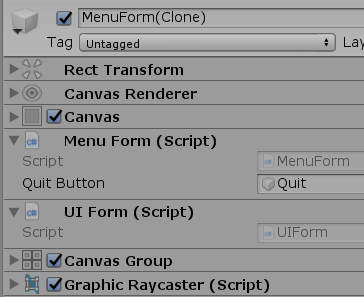 MenuForm(Clone)
Tag Untagged Lay
Rect Transform
Canvas Renderer
Canvas
Menu Form (Script)
Script MenuForm
Quit Button Quit
UI Form (Script)
Script UIForm
Canvas Group
Graphic Raycaster (Script)